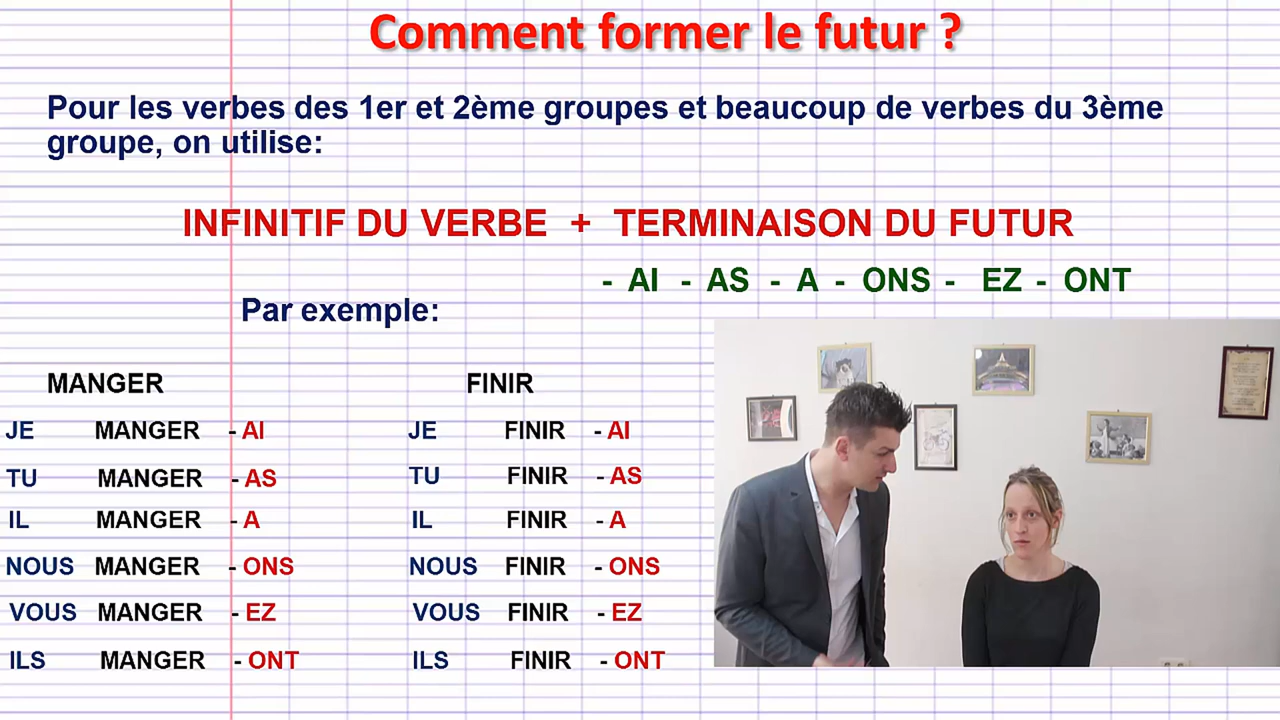 Comment former le futur ?
Pour les verbes des 1er et 2ème groupes et beaucoup de verbes du 3ème
groupe, on utilise:
INFINITIF DU VERBE + TERMINAISON DU FUTUR
- AI - AS - A - ONS - EZ - ONT
Par exemple:
MANGER FINIR
JE MANGER - AI JE FINIR - AI
TU MANGER - AS TU FINIR - AS
IL MANGER - A IL FINIR - A
NOUS MANGER - ONS NOUS FINIR - ONS
VOUS MANGER - EZ VOUS FINIR - EZ
ILS MANGER - ONT ILS FINIR - ONT